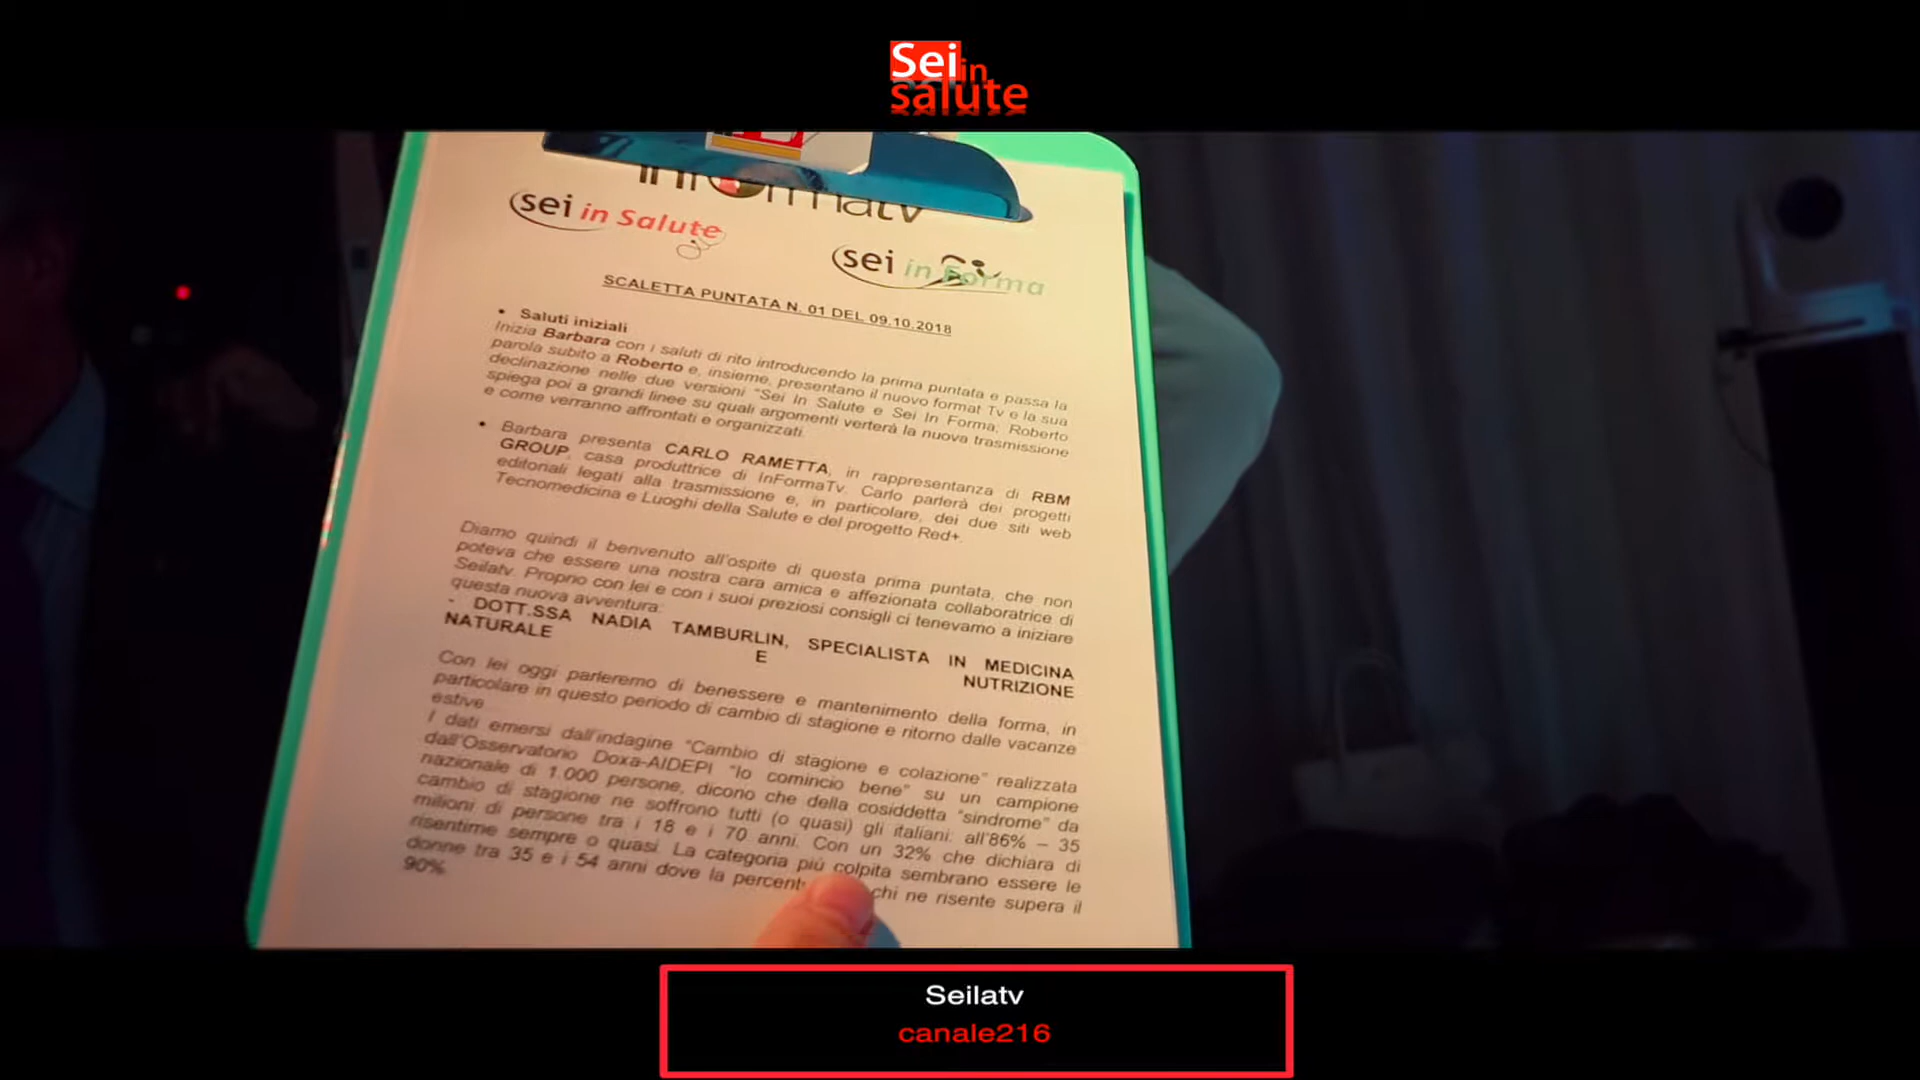 Sei in
salute
informatv
sei in Salute
sei in Forma
SCALETTA PUNTATA N. 01 DEL 09.10.2018
• Saluti iniziali
Inizia Barbara con i saluti di rito introducendo la prima puntata e passa la
parola subito a Roberto e, insieme, presentano il nuovo format Tv e la sua
declinazione nelle due versioni "Sei In Salute e Sei In Forma; Roberto
spiega poi a grandi linee su quali argomenti verterà la nuova trasmissione
e come verranno affrontati e organizzati.
• Barbara presenta CARLO RAMETTA, in rappresentanza di RBM
GROUP, casa produttrice di InFormaTv. Carlo parlerà dei progetti
editoriali legati alla trasmissione e, in particolare, dei due siti web
Tecnomedicina e Luoghi della Salute e del progetto Red+.
Diamo quindi il benvenuto all'ospite di questa prima puntata, che non
poteva che essere una nostra cara amica e affezionata collaboratrice di
Seilatv. Proprio con lei e con i suoi preziosi consigli ci tenevamo a iniziare
questa nuova avventura:
- DOTT.SSA NADIA TAMBURLIN, SPECIALISTA IN MEDICINA
NATURALE E NUTRIZIONE
Con lei oggi parleremo di benessere e mantenimento della forma, in
particolare in questo periodo di cambio di stagione e ritorno dalle vacanze
estive
I dati emersi dall'indagine "Cambio di stagione e colazione" realizzata
dall'Osservatorio Doxa-AIDEPI "Io comincio bene" su un campione
nazionale di 1.000 persone, dicono che della cosiddetta "sindrome" da
cambio di stagione ne soffrono tutti (o quasi) gli italiani: all'86% – 35
milioni di persone tra i 18 e i 70 anni. Con un 32% che dichiara di
risentirne sempre o quasi. La categoria più colpita sembrano essere le
donne tra 35 e i 54 anni dove la percent chi ne risente supera il
90%.
Seilatv
canale216